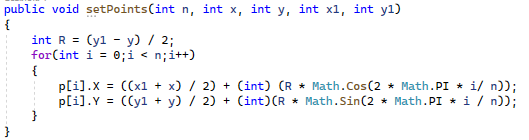 public void setPoints(int n, int x, int y, int x1, int y1)
{
int R = (y1 - y) / 2;
for(int i = 0;i < n;i++)
{
p[i].X = ((x1 + x) / 2) + (int) (R * Math.Cos(2 * Math.PI * i/ n));
p[i].Y = ((y1 + y) / 2) + (int)(R * Math.Sin(2 * Math.PI * i / n));
}
}